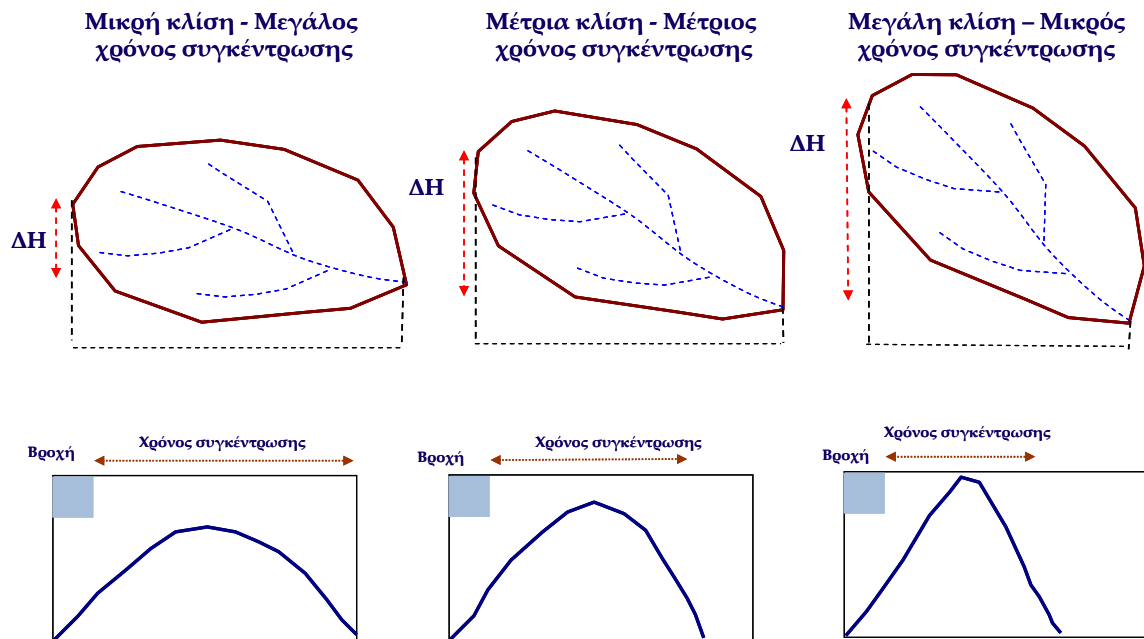 Μικρή κλίση - Μεγάλος
χρόνος συγκέντρωσης
Μέτρια κλίση - Μέτριος
χρόνος συγκέντρωσης
Μεγάλη κλίση – Μικρός
χρόνος συγκέντρωσης
ΔΗ
ΔΗ
ΔΗ
Βροχή
Χρόνος συγκέντρωσης
Βροχή
Χρόνος συγκέντρωσης
Βροχή
Χρόνος συγκέντρωσης